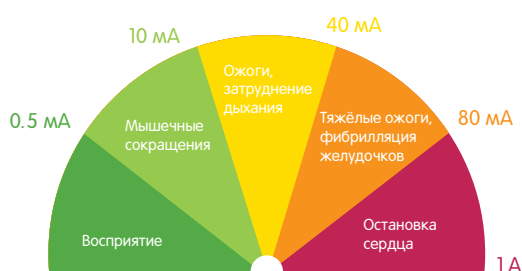 10 мА
40 мА
Ожоги,
затруднение
дыхания
0.5 мА
80 мА
Мышечные
сокращения
Тяжёлые ожоги,
фибрилляция
желудочков
Восприятие
Остановка
сердца
1 А